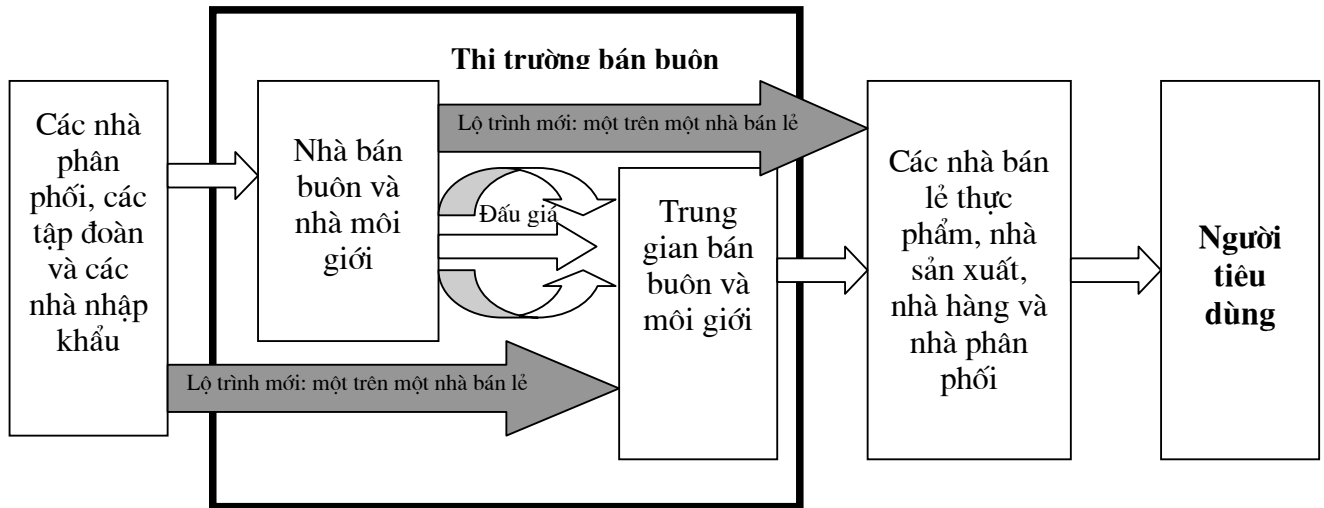 Thị trường bán buôn
Các nhà
phân
phối, các
tập đoàn
và các
nhà nhập
khẩu
Nhà bán
buôn và
nhà môi
giới
Lộ trình mới: một trên một nhà bán lẻ
Đấu giá
Trung
gian bán
buôn và
môi giới
Lộ trình mới: một trên một nhà bán lẻ
Các nhà bán
lẻ thực
phẩm, nhà
sản xuất,
nhà hàng và
nhà phân
phối
Người
tiêu
dùng